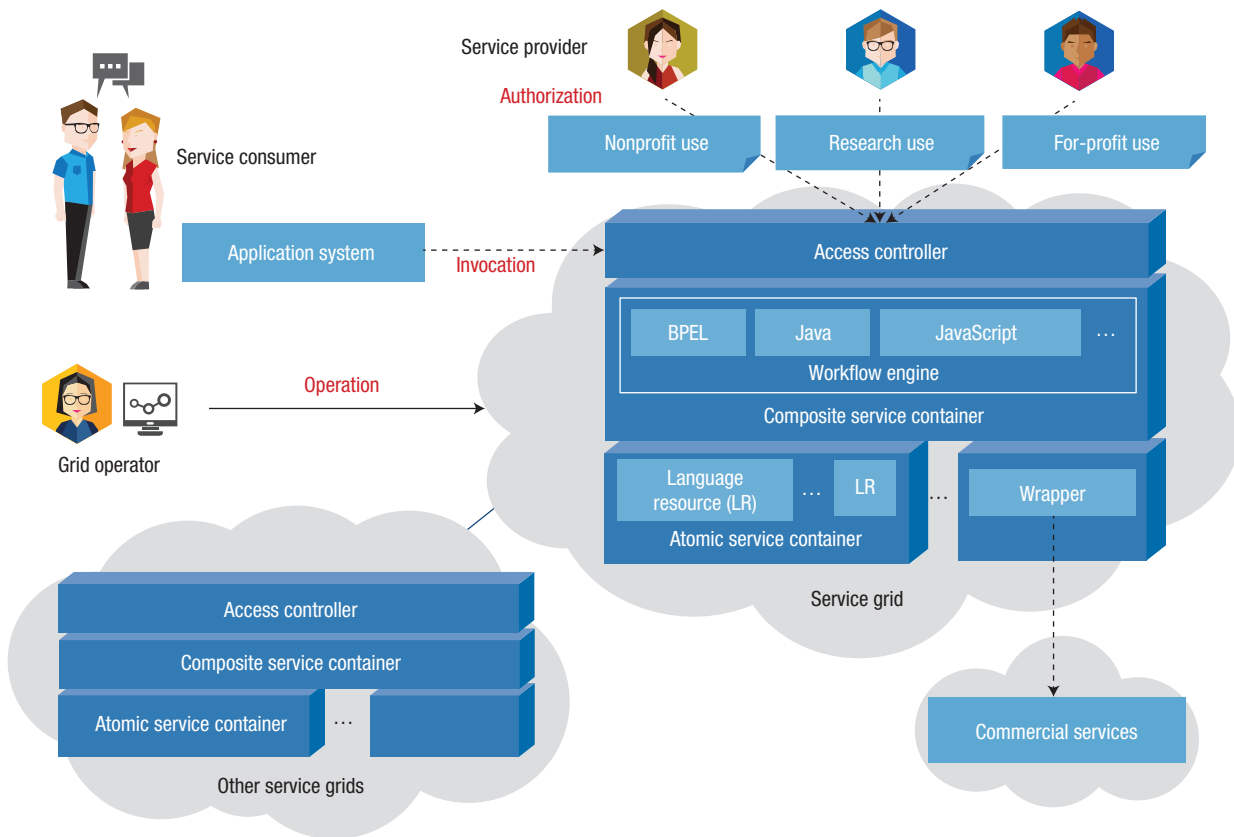 Service provider
Authorization
Nonprofit use
Research use
For-profit use
Service consumer
Application system
Invocation
Access controller
BPEL
Java
JavaScript
...
Workflow engine
Composite service container
Operation
Grid operator
Language
resource (LR)
...
LR
Atomic service container
...
Wrapper
Service grid
Access controller
Composite service container
Atomic service container
...
Other service grids
Commercial services